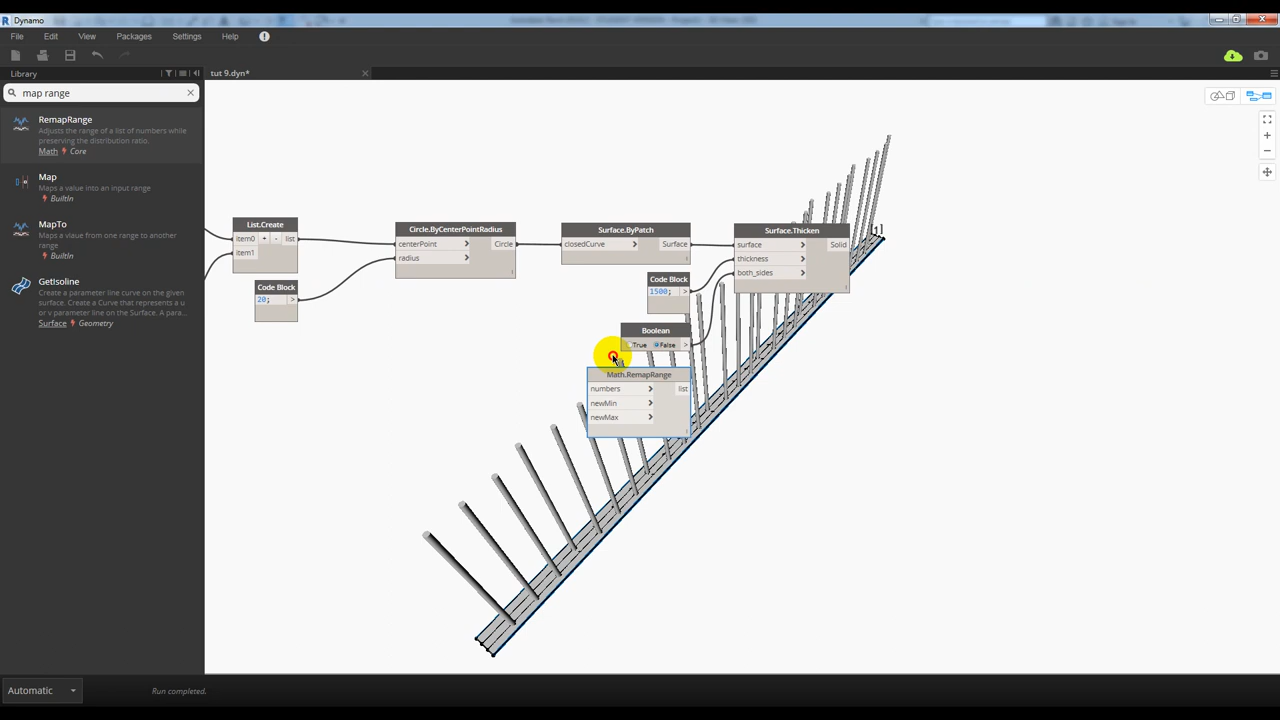 Dynamo
File Edit View Packages Settings Help
Library
tut 9.dyn*
map range
RemapRange
Adjusts the range of a list of numbers while
preserving the distribution ratio.
Math Core
Map
Maps a value into an input range
BuiltIn
MapTo
Maps a vlaue from one range to another
range
BuiltIn
GetIsoline
Create a parameter line curve on the given
surface. Create a Curve that represents a u
or v parameter line on the Surface. A para...
Surface Geometry
List.Create
item0 + - list
item1
Code Block
20; >
Circle.ByCenterPointRadius
centerPoint > Circle
radius >
Surface.ByPatch
closedCurve > Surface
Code Block
1500; >
Boolean
True False >
Surface.Thicken
surface > Solid
thickness >
both_sides >
Math.RemapRange
numbers > list
newMin >
newMax >
Automatic
Run completed.